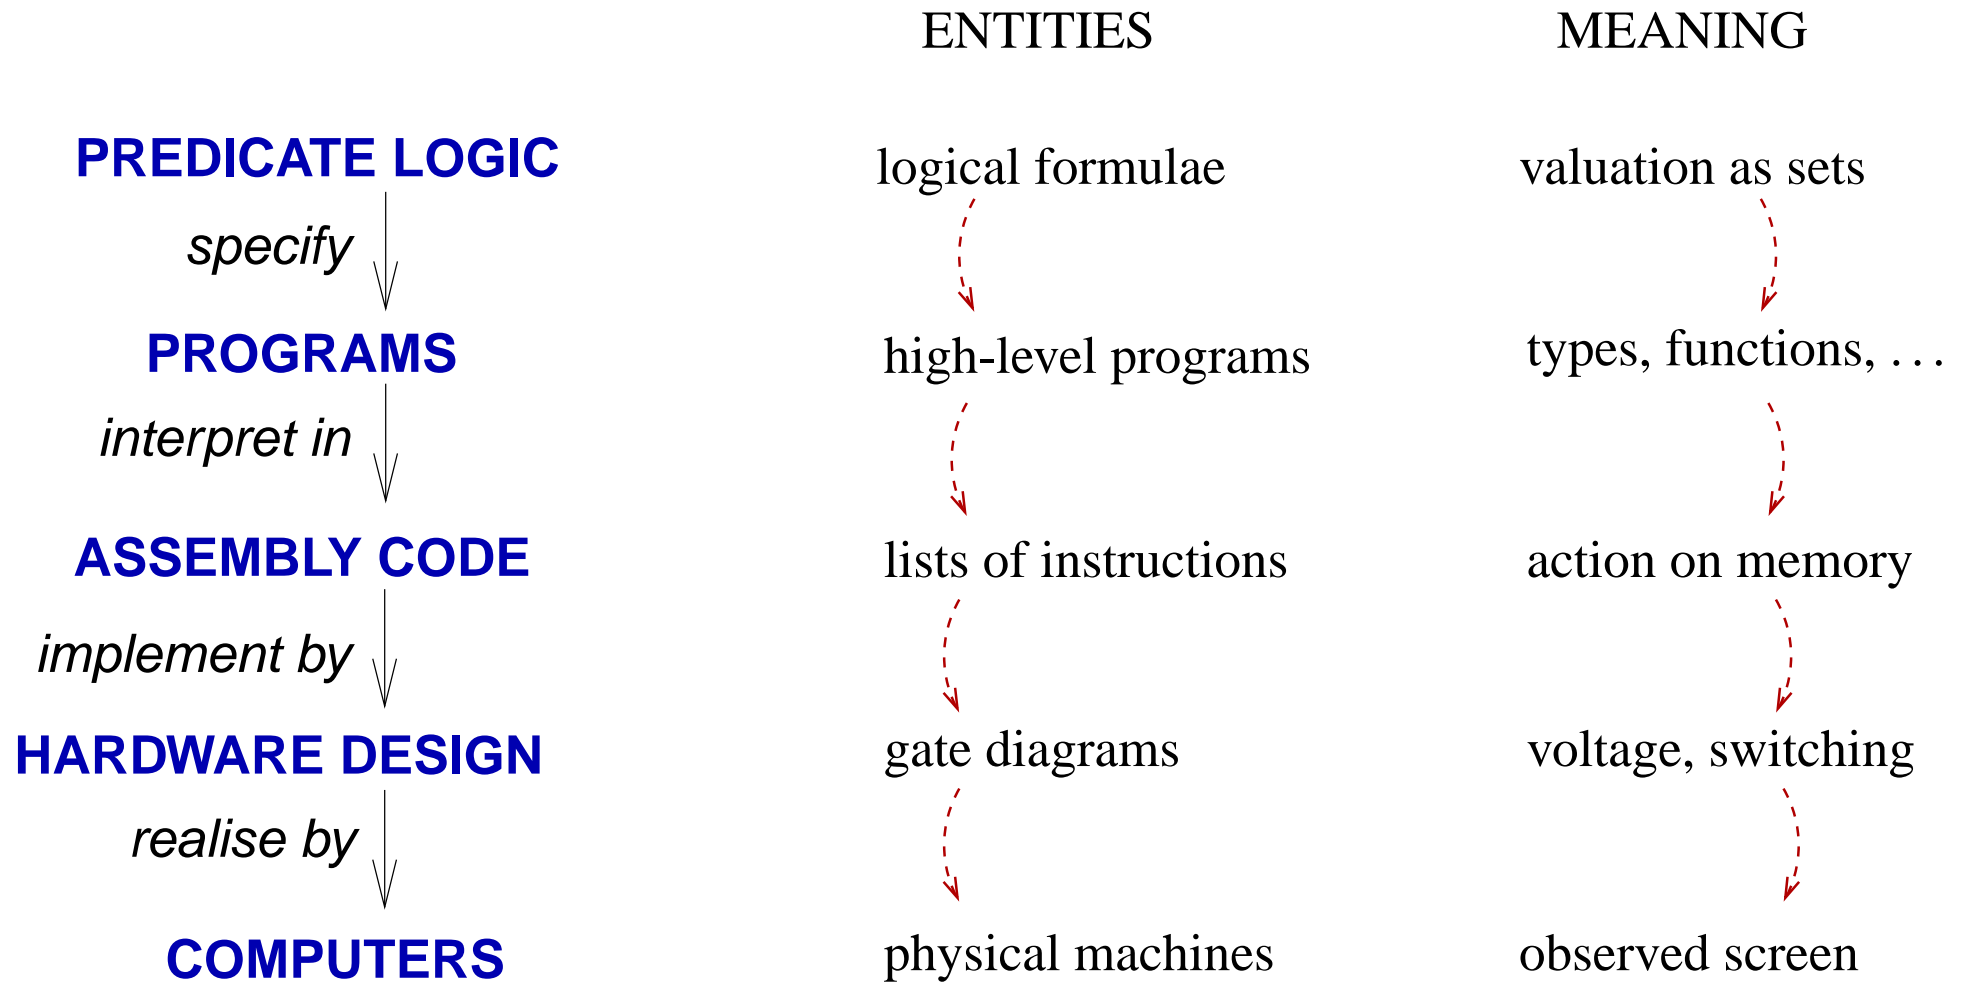 ENTITIES MEANING
PREDICATE LOGIC logical formulae valuation as sets
specify
PROGRAMS high-level programs types, functions, . . .
interpret in
ASSEMBLY CODE lists of instructions action on memory
implement by
HARDWARE DESIGN gate diagrams voltage, switching
realise by
COMPUTERS physical machines observed screen